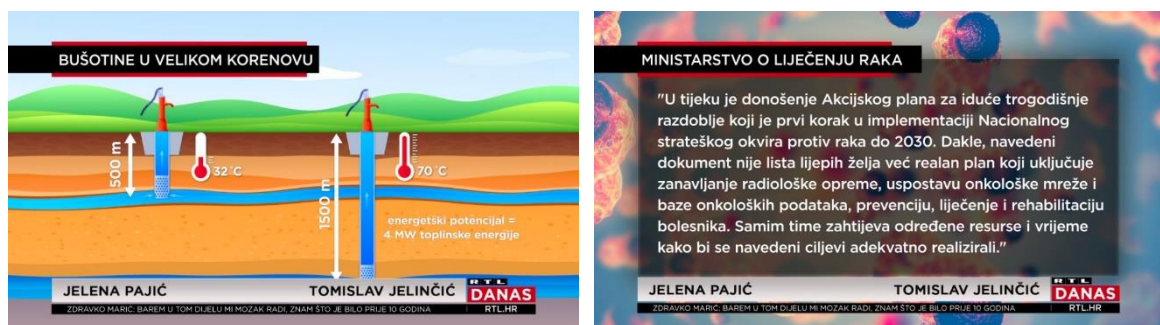 BUŠOTINE U VELIKOM KORENOVU
500 m
32°C
1500 m
70°C
energetski potencijal =
4 MW toplinske energije
JELENA PAJIĆ
TOMISLAV JELINČIĆ
RTL
DANAS
ZDRAVKO MARIĆ: BAREM U TOM DIJELU MI MOZAK RADI, ZNAM ŠTO JE BILO PRIJE 10 GODINA
RTL.HR
MINISTARSTVO O LIJEČENJU RAKA
"U tijeku je donošenje Akcijskog plana za iduće trogodišnje
razdoblje koji je prvi korak u implementaciji Nacionalnog
strateškog okvira protiv raka do 2030. Dakle, navedeni
dokument nije lista lijepih želja već realan plan koji uključuje
zanavljanje radiološke opreme, uspostavu onkološke mreže i
baze onkoloških podataka, prevenciju, liječenje i rehabilitaciju
bolesnika. Samim time zahtijeva određene resurse i vrijeme
kako bi se navedeni ciljevi adekvatno realizirali."
JELENA PAJIĆ
TOMISLAV JELINČIĆ
RTL
DANAS
ZDRAVKO MARIĆ: BAREM U TOM DIJELU MI MOZAK RADI, ZNAM ŠTO JE BILO PRIJE 10 GODINA
RTL.HR